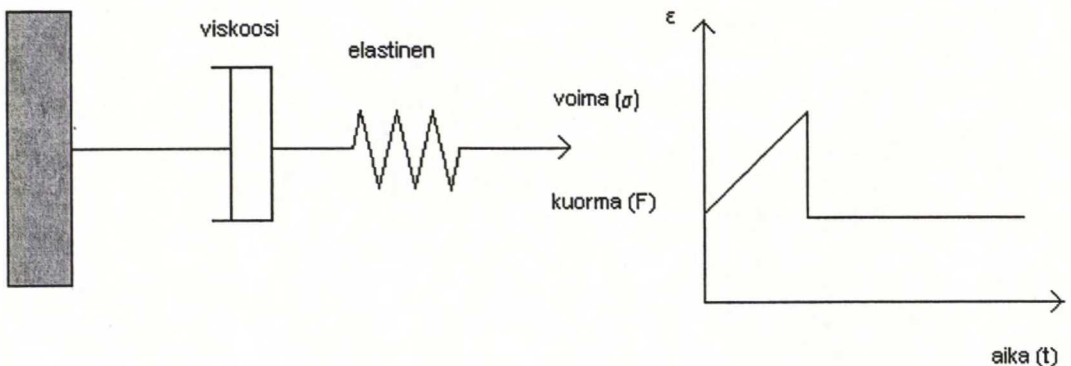 viskoosi
elastinen
voima (σ)
kuorma (F)
ε
aika (t)